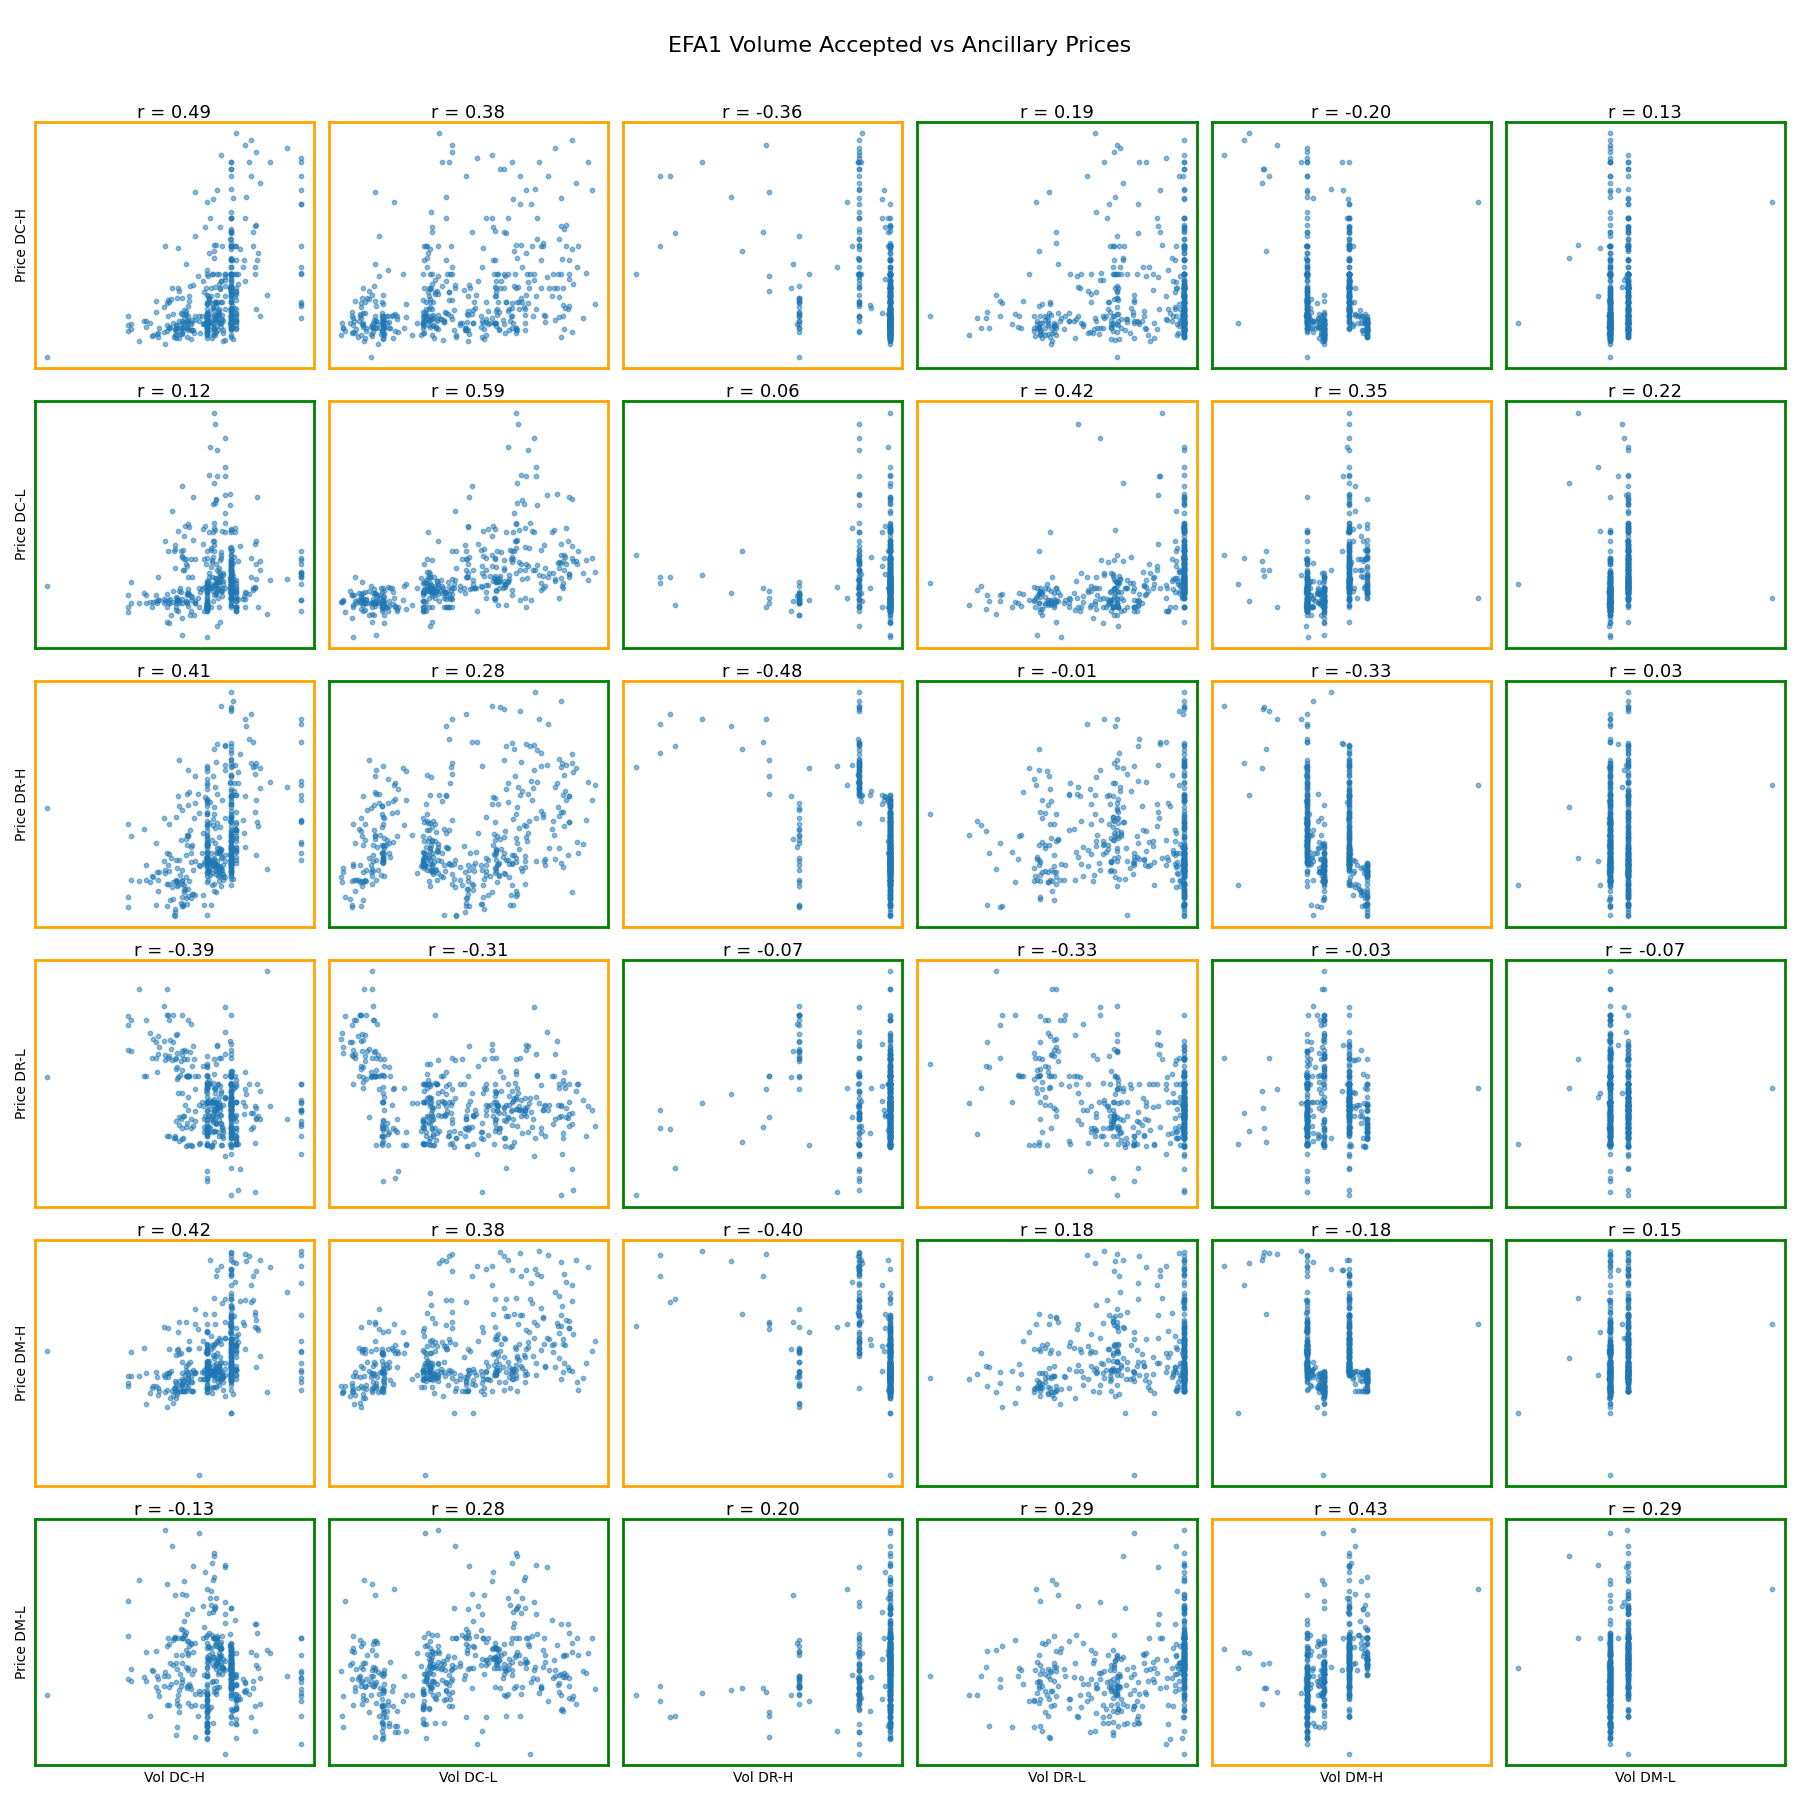 EFA1 Volume Accepted vs Ancillary Prices
r = 0.49
r = 0.38
r = -0.36
r = 0.19
r = -0.20
r = 0.13
Price DC-H
r = 0.12
r = 0.59
r = 0.06
r = 0.42
r = 0.35
r = 0.22
Price DC-L
r = 0.41
r = 0.28
r = -0.48
r = -0.01
r = -0.33
r = 0.03
Price DR-H
r = -0.39
r = -0.31
r = -0.07
r = -0.33
r = -0.03
r = -0.07
Price DR-L
r = 0.42
r = 0.38
r = -0.40
r = 0.18
r = -0.18
r = 0.15
Price DM-H
r = -0.13
r = 0.28
r = 0.20
r = 0.29
r = 0.43
r = 0.29
Price DM-L
Vol DC-H
Vol DC-L
Vol DR-H
Vol DR-L
Vol DM-H
Vol DM-L